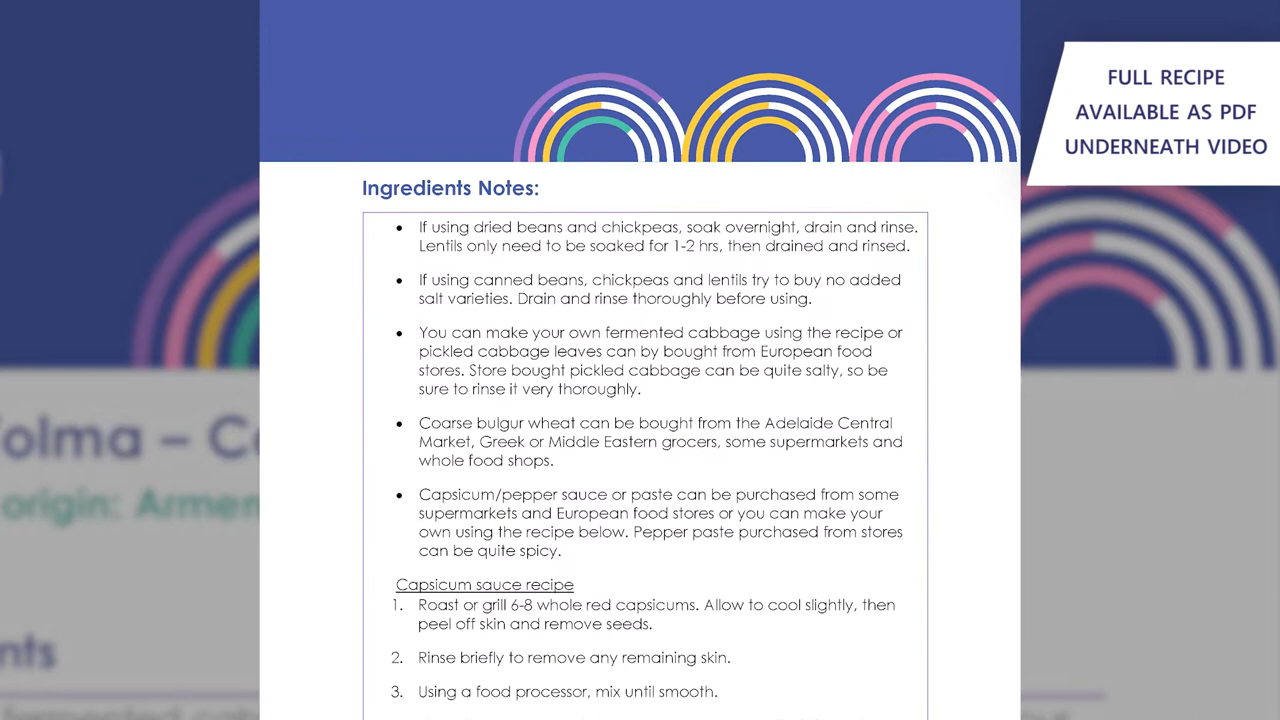 FULL RECIPE
AVAILABLE AS PDF
UNDERNEATH VIDEO
Ingredients Notes:
• If using dried beans and chickpeas, soak overnight, drain and rinse.
Lentils only need to be soaked for 1-2 hrs, then drained and rinsed.
• If using canned beans, chickpeas and lentils try to buy no added
salt varieties. Drain and rinse thoroughly before using.
• You can make your own fermented cabbage using the recipe or
pickled cabbage leaves can by bought from European food
stores. Store bought pickled cabbage can be quite salty, so be
sure to rinse it very thoroughly.
• Coarse bulgur wheat can be bought from the Adelaide Central
Market, Greek or Middle Eastern grocers, some supermarkets and
whole food shops.
• Capsicum/pepper sauce or paste can be purchased from some
supermarkets and European food stores or you can make your
own using the recipe below. Pepper paste purchased from stores
can be quite spicy.
Capsicum sauce recipe
1. Roast or grill 6-8 whole red capsicums. Allow to cool slightly, then
peel off skin and remove seeds.
2. Rinse briefly to remove any remaining skin.
3. Using a food processor, mix until smooth.
olma – C
origin: Armen
nts